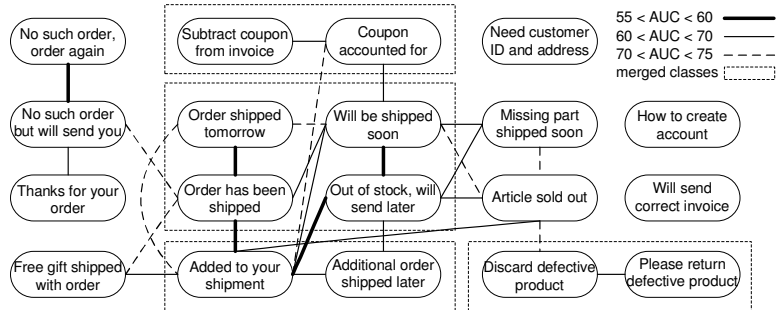 No such order,
order again
Subtract coupon
from invoice
Coupon
accounted for
Need customer
ID and address
55 < AUC < 60
60 < AUC < 70
70 < AUC < 75
merged classes
No such order
but will send you
Order shipped
tomorrow
Will be shipped
soon
Missing part
shipped soon
How to create
account
Thanks for your
order
Order has been
shipped
Out of stock, will
send later
Article sold out
Will send
correct invoice
Free gift shipped
with order
Added to your
shipment
Additional order
shipped later
Discard defective
product
Please return
defective product